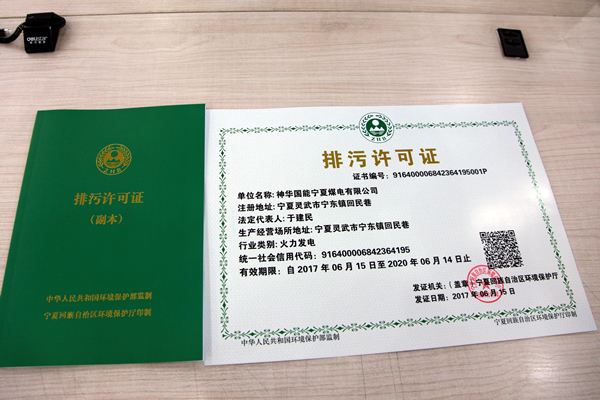 ZHB
排污许可证
(副本)
中华人民共和国环境保护部监制
宁夏回族自治区环境保护厅印制
ZHB
排污许可证
证书编号: 916400006842364195001P
单位名称: 神华国能宁夏煤电有限公司
注册地址: 宁夏灵武市宁东镇回民巷
法定代表人: 于建民
生产经营场所地址: 宁夏灵武市宁东镇回民巷
行业类别: 火力发电
统一社会信用代码: 916400006842364195
有效期限: 自 2017 年 06 月 15 日至 2020 年 06 月 14 日止
发证机关: (盖章) 宁夏回族自治区环境保护厅
发证日期: 2017 年 06 月 15 日
中华人民共和国环境保护部监制
宁夏回族自治区环境保护厅印制